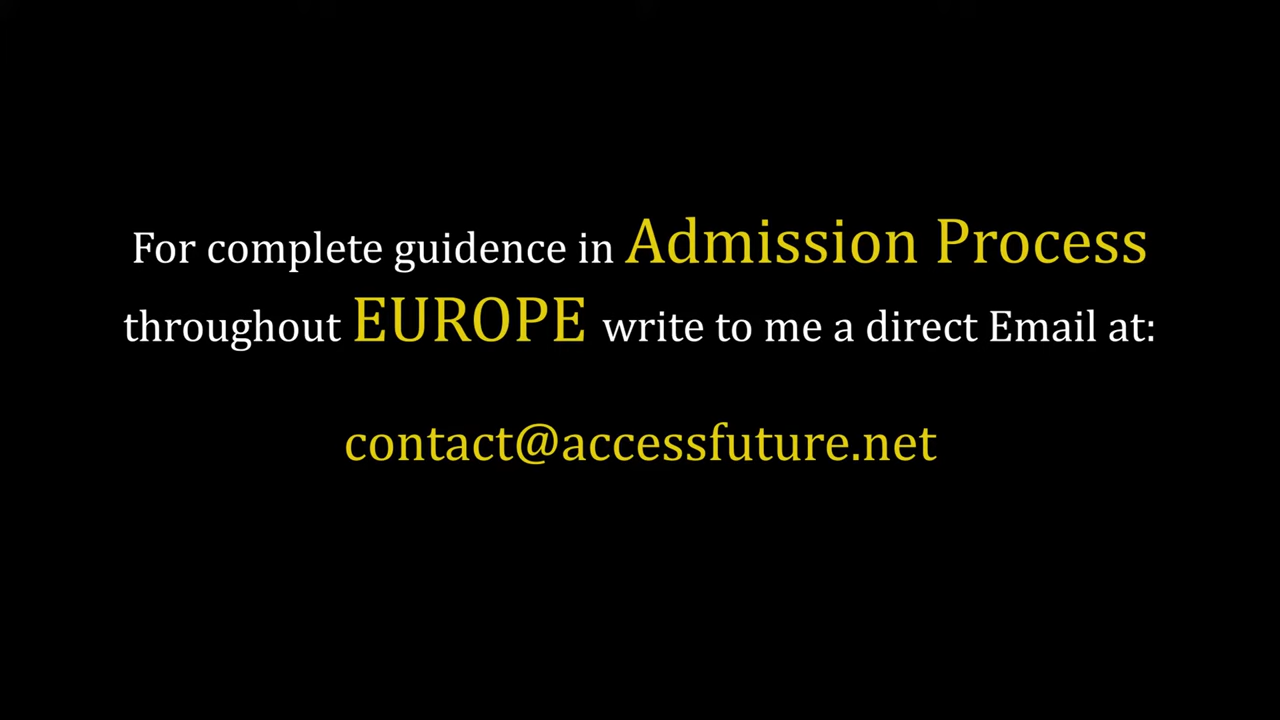 For complete guidence in Admission Process
throughout EUROPE write to me a direct Email at:
contact@accessfuture.net